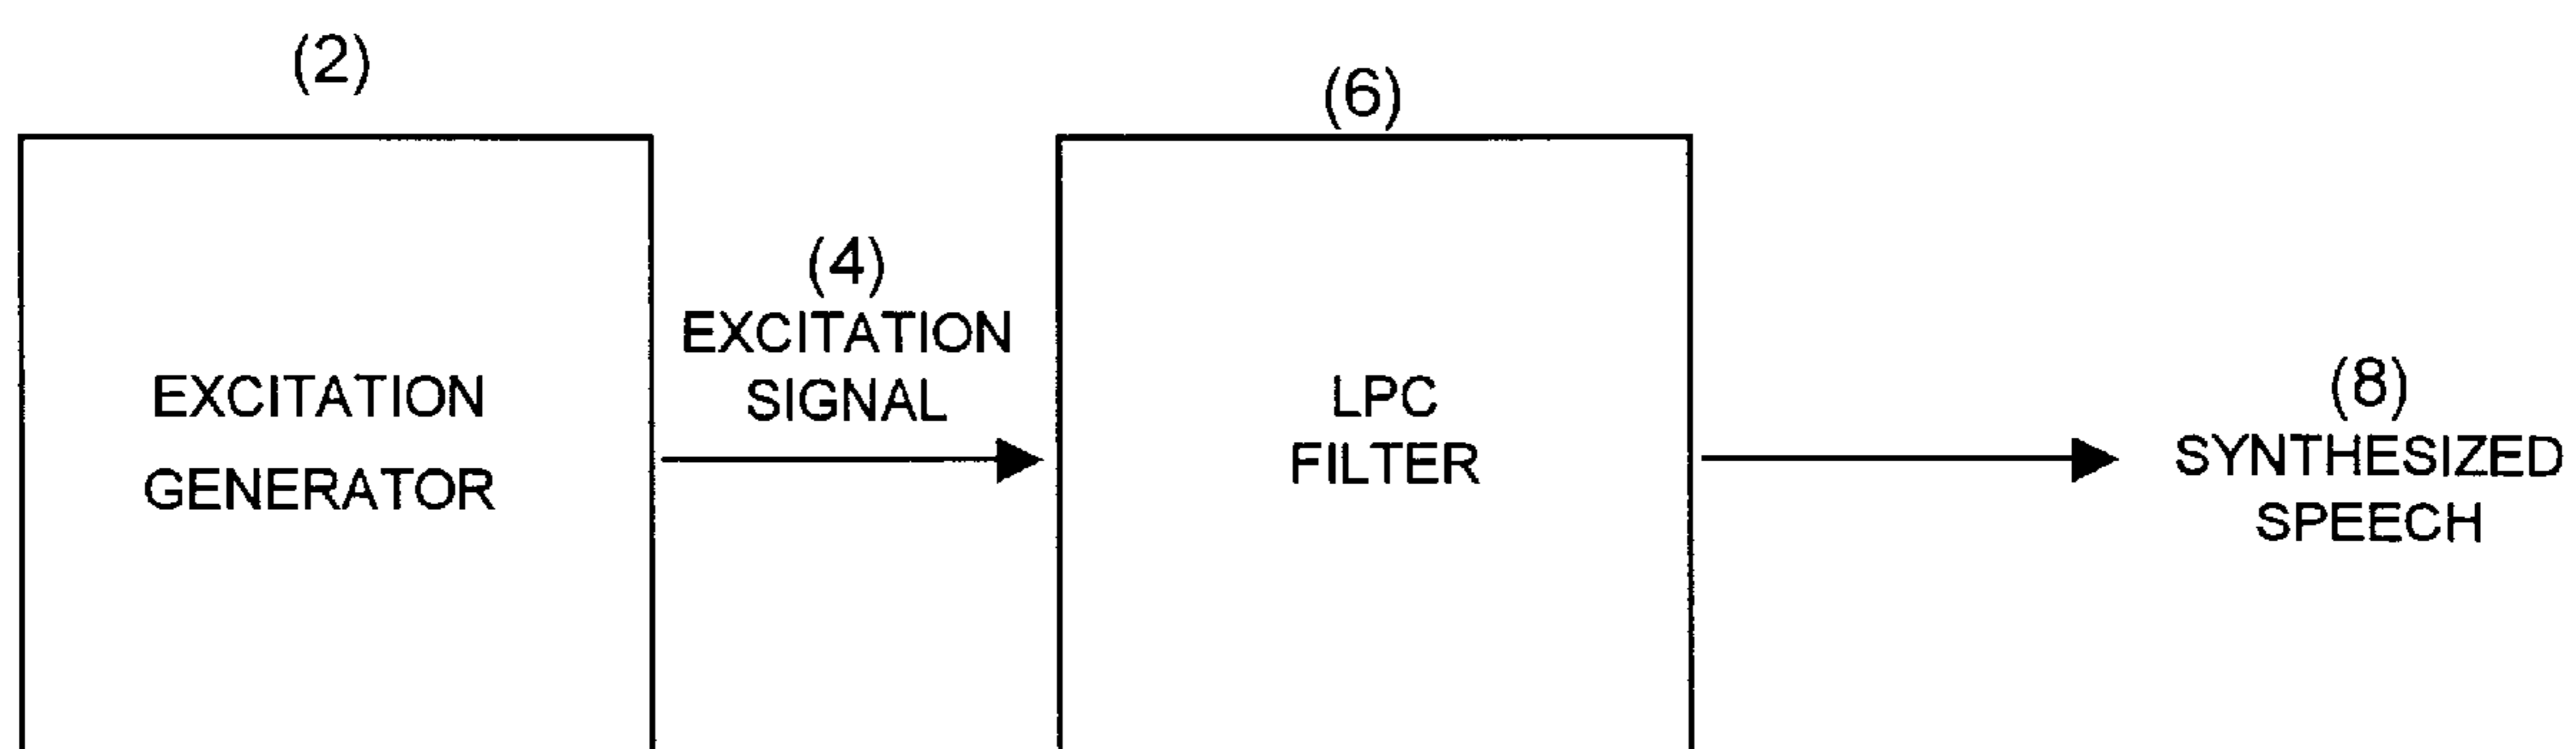 (2)
EXCITATION
GENERATOR
(4)
EXCITATION
SIGNAL
(6)
LPC
FILTER
(8)
SYNTHESIZED
SPEECH